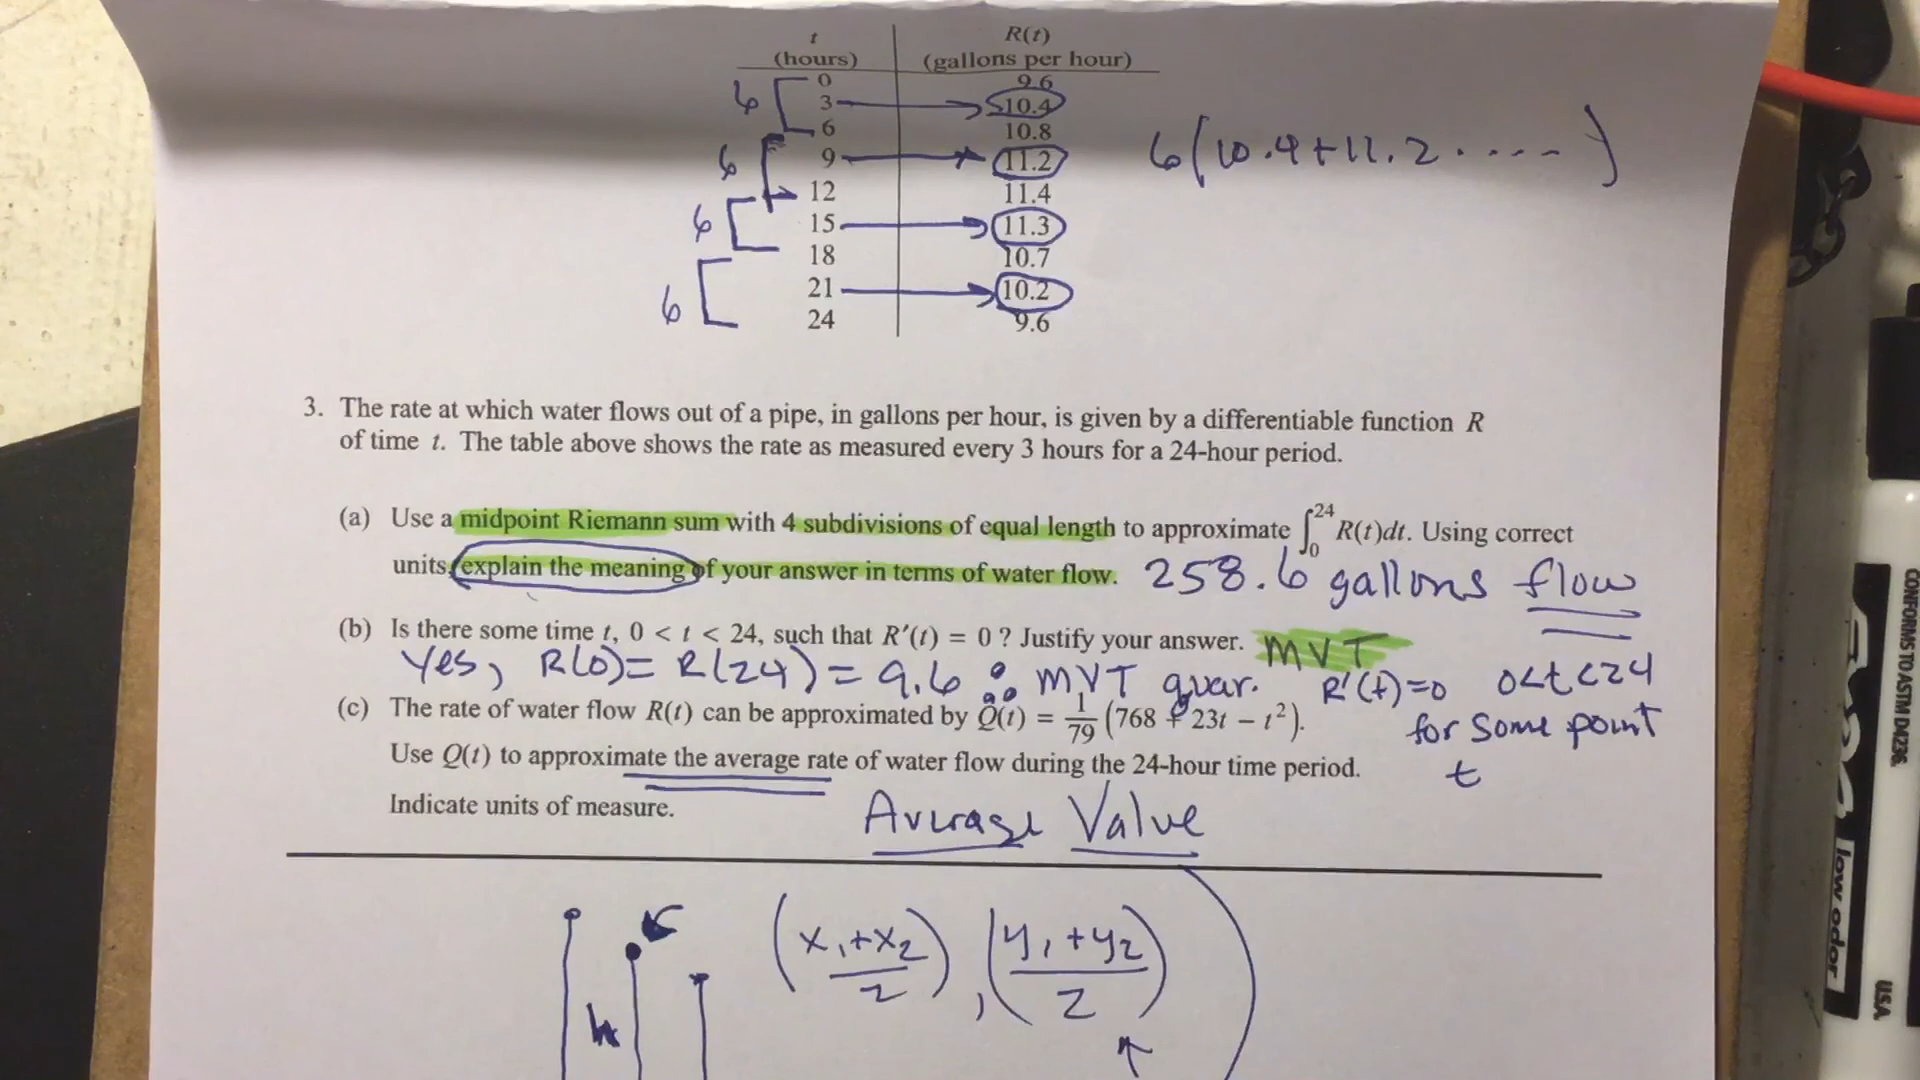 t R(t)
(hours) (gallons per hour)
0 9.6
6 3 10.4
6 10.8
6 9 11.2 6(10.4+11.2.....)
12 11.4
6 15 11.3
18 10.7
6 21 10.2
24 9.6
3. The rate at which water flows out of a pipe, in gallons per hour, is given by a differentiable function R
of time t. The table above shows the rate as measured every 3 hours for a 24-hour period.
(a) Use a midpoint Riemann sum with 4 subdivisions of equal length to approximate ∫₀²⁴ R(t)dt. Using correct
units, explain the meaning of your answer in terms of water flow. 258.6 gallons flow
(b) Is there some time t, 0 < t < 24, such that R'(t) = 0 ? Justify your answer. MVT
Yes, R(0)= R(24) = 9.6 ∴ MVT guar. R'(t)=0 0<t<24
for some point
t
(c) The rate of water flow R(t) can be approximated by Q(t) = 1/79 (768 + 23t − t²).
Use Q(t) to approximate the average rate of water flow during the 24-hour time period.
Indicate units of measure. Average Value
(x₁+x₂/2), (y₁+y₂/2)
h
CONFORMS TO ASTM D4236
EXPO
low odor
USA